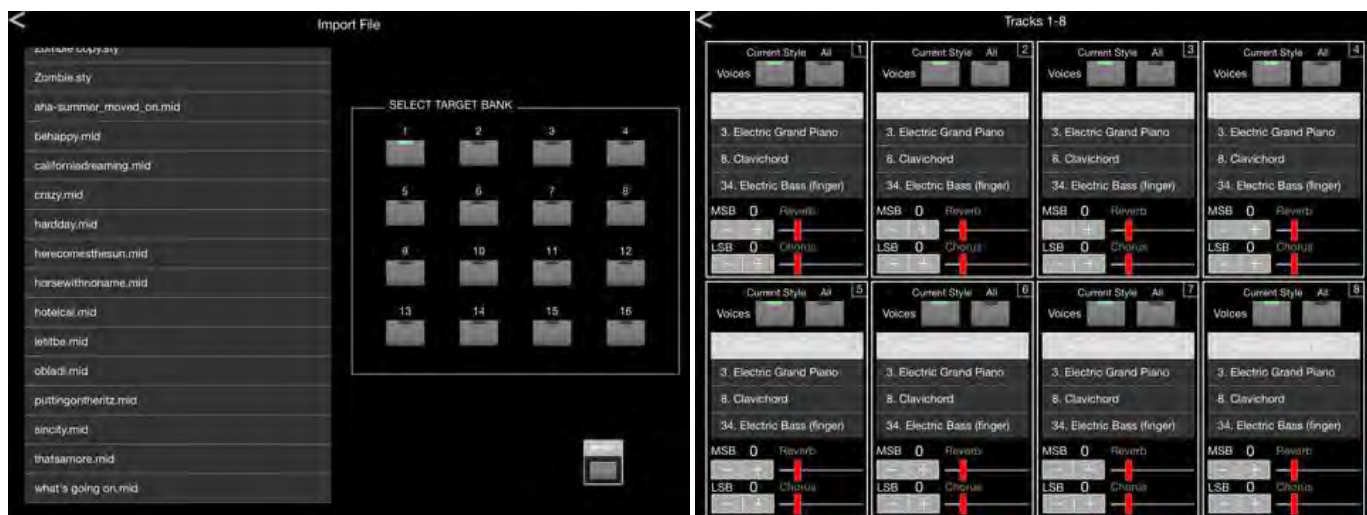 Import File
Zombie copy.sty
Zombie.sty
aha-summer_moved_on.mid
behappy.mid
californiadreaming.mid
crazy.mid
hardday.mid
herecomesthesun.mid
horsewithnoname.mid
hotelcal.mid
letitbe.mid
obladi.mid
puttingontheritz.mid
sincity.mid
thatsamore.mid
what's going on.mid
SELECT TARGET BANK
1 2 3 4
5 6 7 8
9 10 11 12
13 14 15 16
Tracks 1-8
Current Style All 1 Current Style All 2 Current Style All 3 Current Style All 4
Voices Voices Voices Voices
3. Electric Grand Piano 3. Electric Grand Piano 3. Electric Grand Piano 3. Electric Grand Piano
8. Clavichord 8. Clavichord 8. Clavichord 8. Clavichord
34. Electric Bass (finger) 34. Electric Bass (finger) 34. Electric Bass (finger) 34. Electric Bass (finger)
MSB 0 Reverb MSB 0 Reverb MSB 0 Reverb MSB 0 Reverb
- + - + - + - +
LSB 0 Chorus LSB 0 Chorus LSB 0 Chorus LSB 0 Chorus
- + - + - + - +
Current Style All 5 Current Style All 6 Current Style All 7 Current Style All 8
Voices Voices Voices Voices
3. Electric Grand Piano 3. Electric Grand Piano 3. Electric Grand Piano 3. Electric Grand Piano
8. Clavichord 8. Clavichord 8. Clavichord 8. Clavichord
34. Electric Bass (finger) 34. Electric Bass (finger) 34. Electric Bass (finger) 34. Electric Bass (finger)
MSB 0 Reverb MSB 0 Reverb MSB 0 Reverb MSB 0 Reverb
- + - + - + - +
LSB 0 Chorus LSB 0 Chorus LSB 0 Chorus LSB 0 Chorus
- + - + - + - +